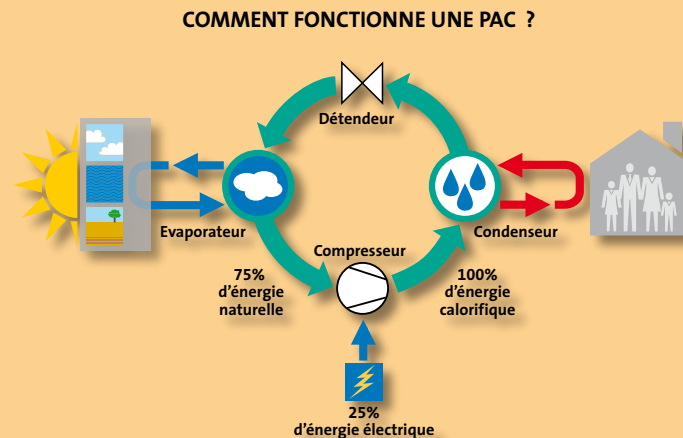 COMMENT FONCTIONNE UNE PAC ?
Détendeur
Evaporateur
Condenseur
Compresseur
75%
d’énergie
naturelle
100%
d’énergie
calorifique
25%
d’énergie électrique